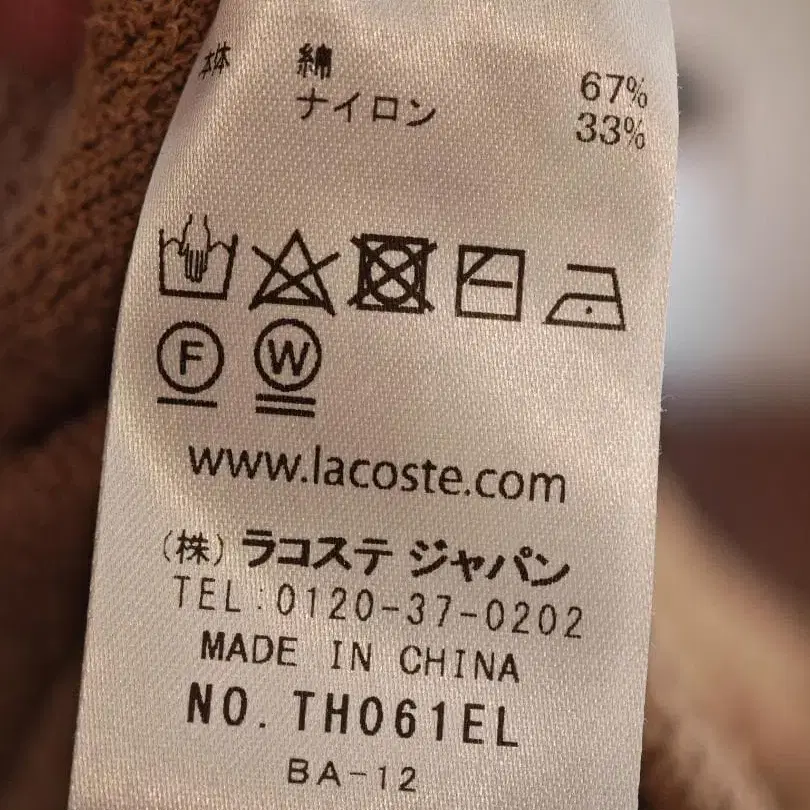 本体 綿 67%
ナイロン 33%
F W
www.lacoste.com
(株)ラコステ ジャパン
TEL:0120-37-0202
MADE IN CHINA
NO. TH061EL
BA-12